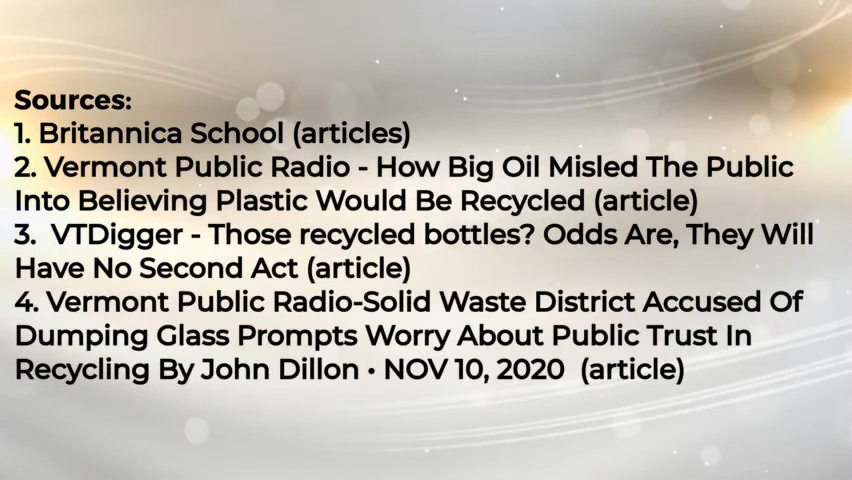 Sources:
1. Britannica School (articles)
2. Vermont Public Radio - How Big Oil Misled The Public
Into Believing Plastic Would Be Recycled (article)
3.  VTDigger - Those recycled bottles? Odds Are, They Will
Have No Second Act (article)
4. Vermont Public Radio-Solid Waste District Accused Of
Dumping Glass Prompts Worry About Public Trust In
Recycling By John Dillon • NOV 10, 2020  (article)